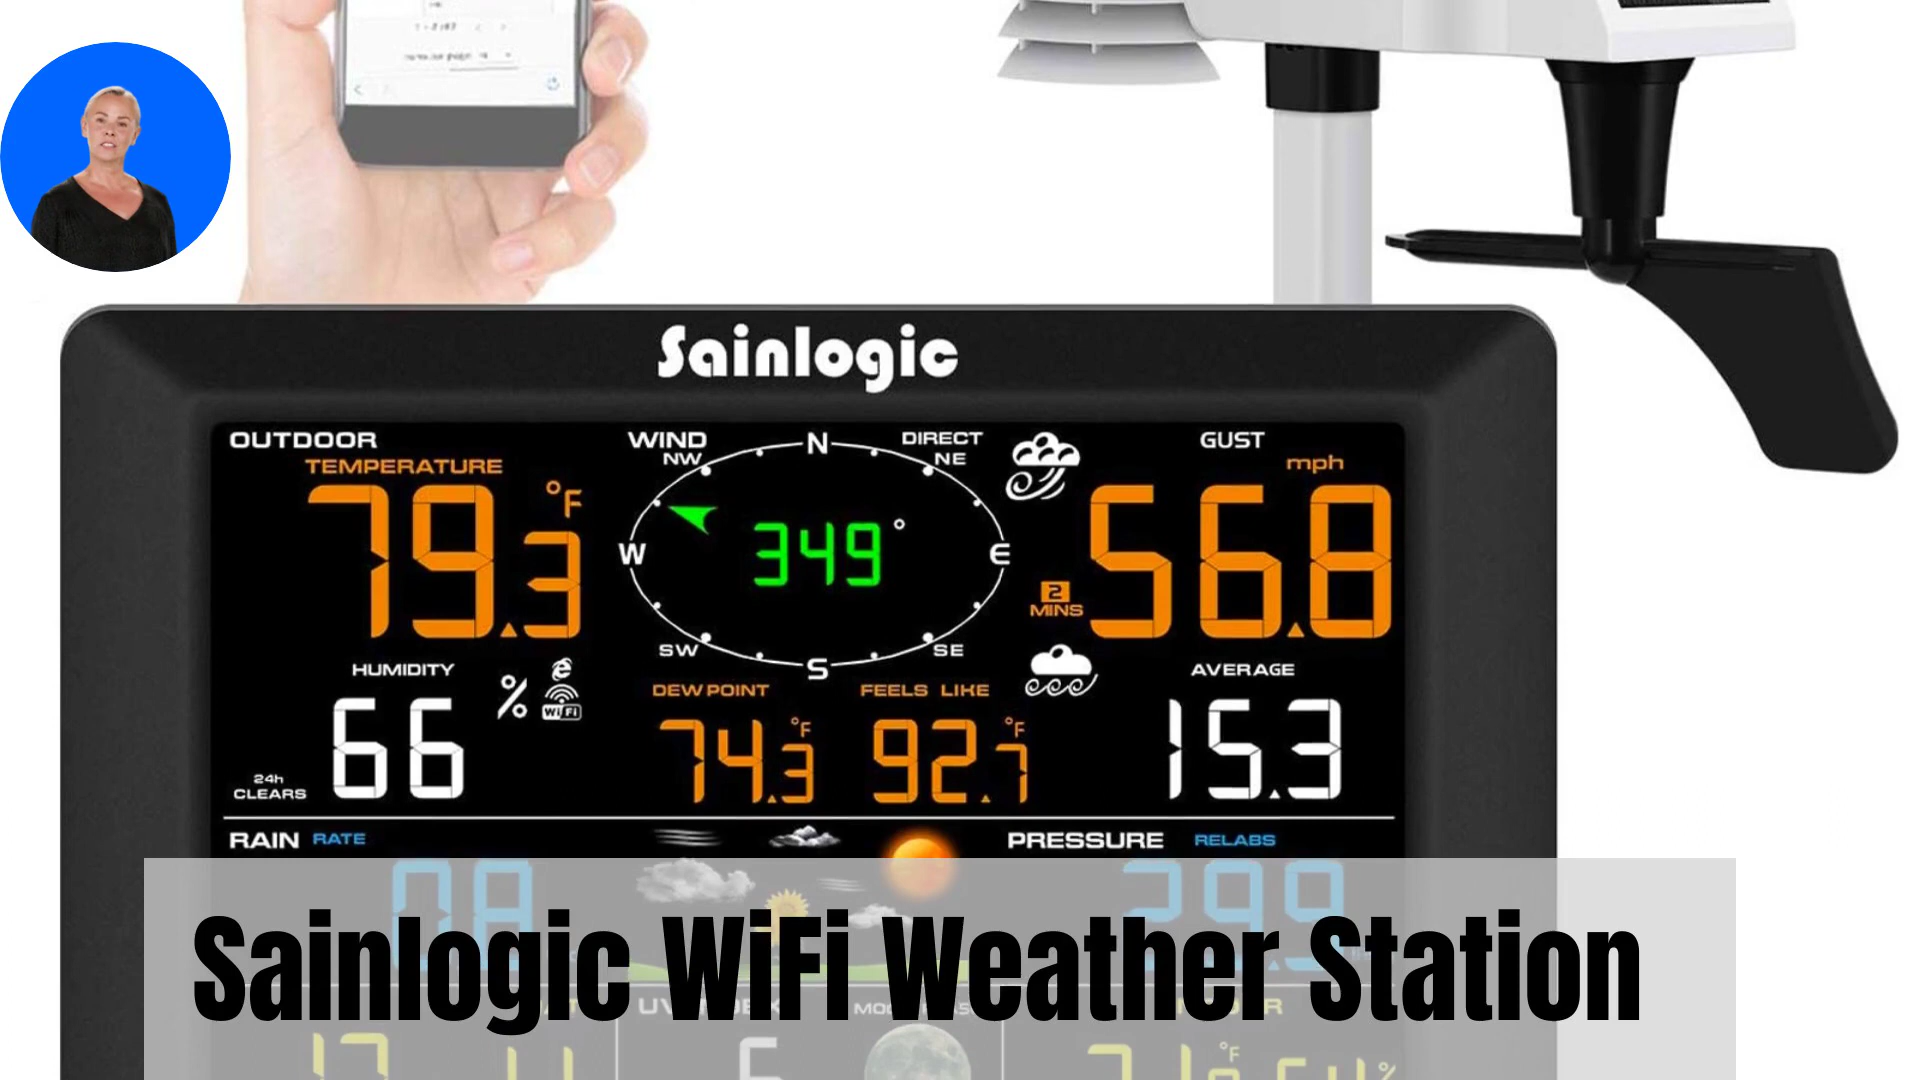 Sainlogic
OUTDOOR
TEMPERATURE
79.3 °F
WIND
DIRECT
N
NW
NE
W
349°
E
SW
SE
S
GUST
mph
2
MINS
56.8
HUMIDITY
66 %
WiFi
24h
CLEARS
DEW POINT
74.3 °F
FEELS LIKE
92.7 °F
AVERAGE
15.3
RAIN RATE
PRESSURE RELABS
29.9
Sainlogic WiFi Weather Station
°F
%